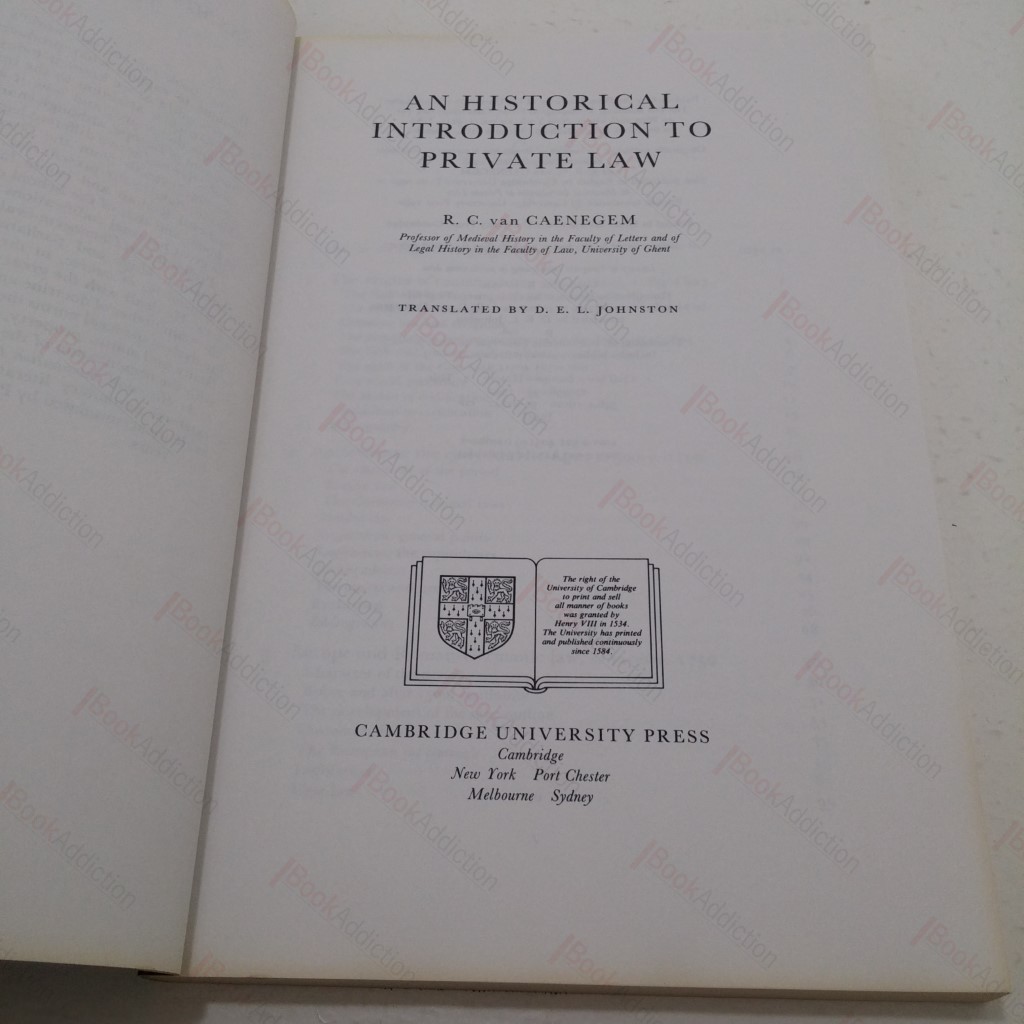 AN HISTORICAL
INTRODUCTION TO
PRIVATE LAW
R. C. van CAENEGEM
Professor of Medieval History in the Faculty of Letters and of
Legal History in the Faculty of Law, University of Ghent
TRANSLATED BY D. E. L. JOHNSTON
The right of the
University of Cambridge
to print and sell
all manner of books
was granted by
Henry VIII in 1534.
The University has printed
and published continuously
since 1584.
CAMBRIDGE UNIVERSITY PRESS
Cambridge
New York Port Chester
Melbourne Sydney
BookAddiction